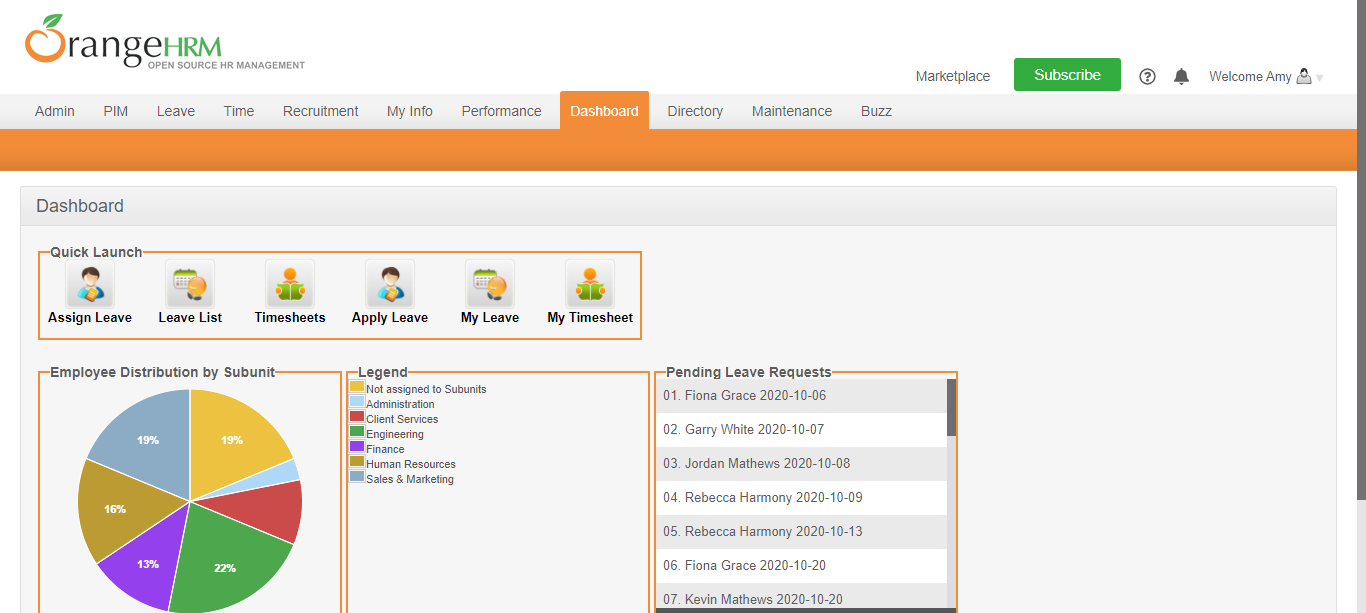 OrangeHRM
OPEN SOURCE HR MANAGEMENT
Marketplace Subscribe ? Welcome Amy
Admin PIM Leave Time Recruitment My Info Performance Dashboard Directory Maintenance Buzz
Dashboard
Quick Launch
Assign Leave Leave List Timesheets Apply Leave My Leave My Timesheet
Employee Distribution by Subunit
19% 19%
16%
13%
22%
Legend
Not assigned to Subunits
Administration
Client Services
Engineering
Finance
Human Resources
Sales & Marketing
Pending Leave Requests
01. Fiona Grace 2020-10-06
02. Garry White 2020-10-07
03. Jordan Mathews 2020-10-08
04. Rebecca Harmony 2020-10-09
05. Rebecca Harmony 2020-10-13
06. Fiona Grace 2020-10-20
07. Kevin Mathews 2020-10-20